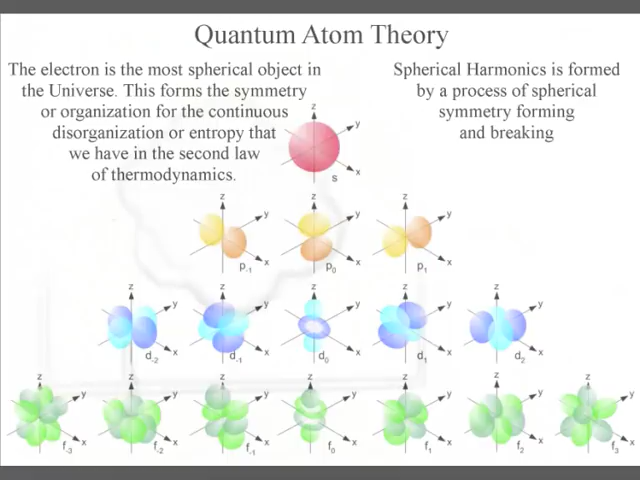 Quantum Atom Theory
The electron is the most spherical object in
the Universe. This forms the symmetry
or organization for the continuous
disorganization or entropy that
we have in the second law
of thermodynamics.
Spherical Harmonics is formed
by a process of spherical
symmetry forming
and breaking
z
y
x
s
z y x p-1
z y x p0
z y x p1
z y x d-2
z y x d-1
z y x d0
z y x d1
z y x d2
z y x f-3
z y x f-2
z y x f-1
z y x f0
z y x f1
z y x f2
z y x f3